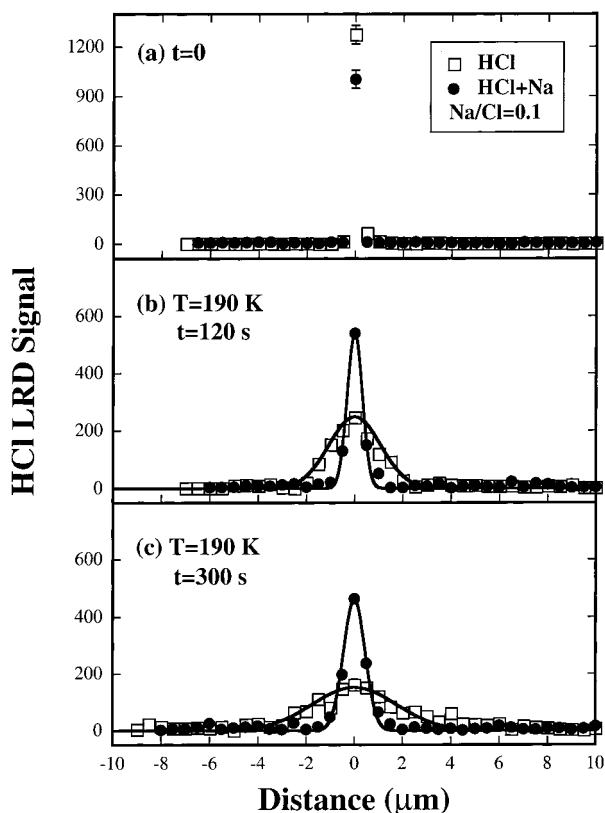 HCl LRD Signal
(a) t=0
HCl
HCl+Na
Na/Cl=0.1
1200
900
600
300
0
(b) T=190 K
t=120 s
600
400
200
0
(c) T=190 K
t=300 s
600
400
200
0
-10 -8 -6 -4 -2 0 2 4 6 8 10
Distance (μm)